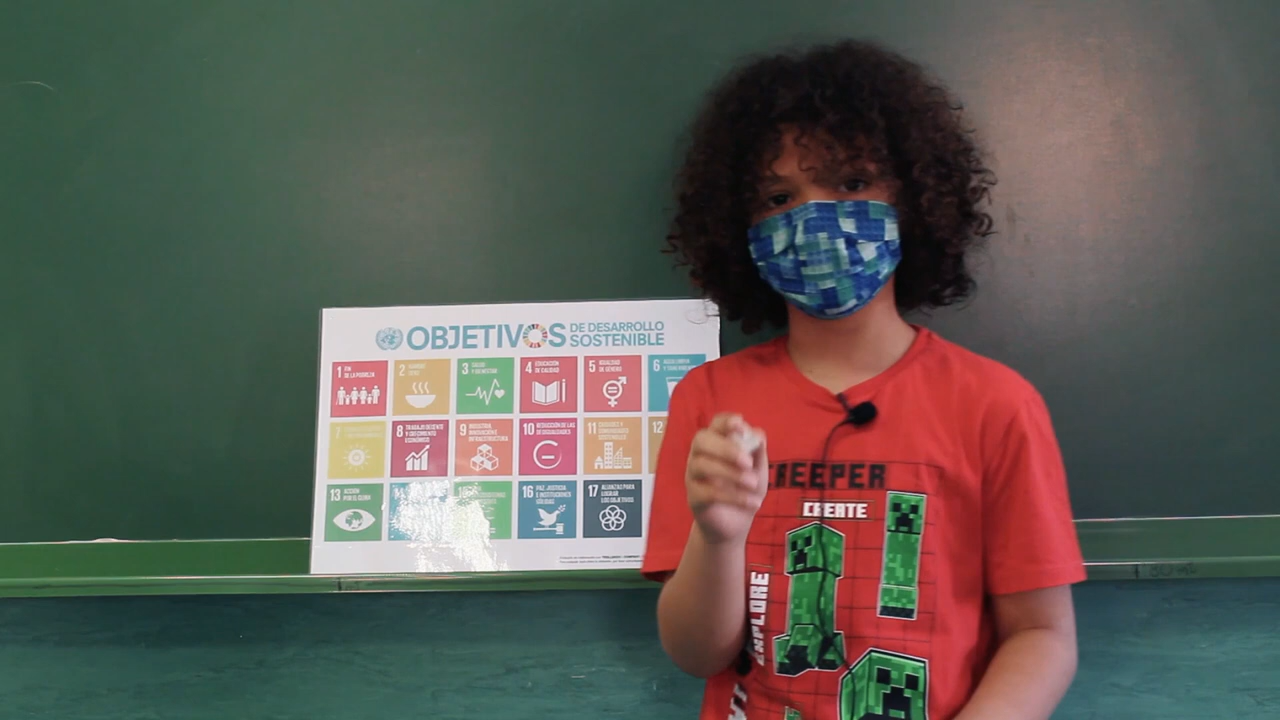 OBJETIVOS DE DESARROLLO
SOSTENIBLE
1 FIN
DE LA POBREZA
2 HAMBRE
CERO
3 SALUD
Y BIENESTAR
4 EDUCACIÓN
DE CALIDAD
5 IGUALDAD
DE GÉNERO
6
7
8 TRABAJO DECENTE
Y CRECIMIENTO
ECONÓMICO
9 INDUSTRIA,
INNOVACIÓN E
INFRAESTRUCTURA
10 REDUCCIÓN DE LAS
DESIGUALDADES
11 CIUDADES Y
COMUNIDADES
SOSTENIBLES
12
13 ACCIÓN
POR EL CLIMA
16 PAZ, JUSTICIA
E INSTITUCIONES
SÓLIDAS
17 ALIANZAS PARA
LOGRAR
LOS OBJETIVOS
CREEPER
CREATE
EXPLORE